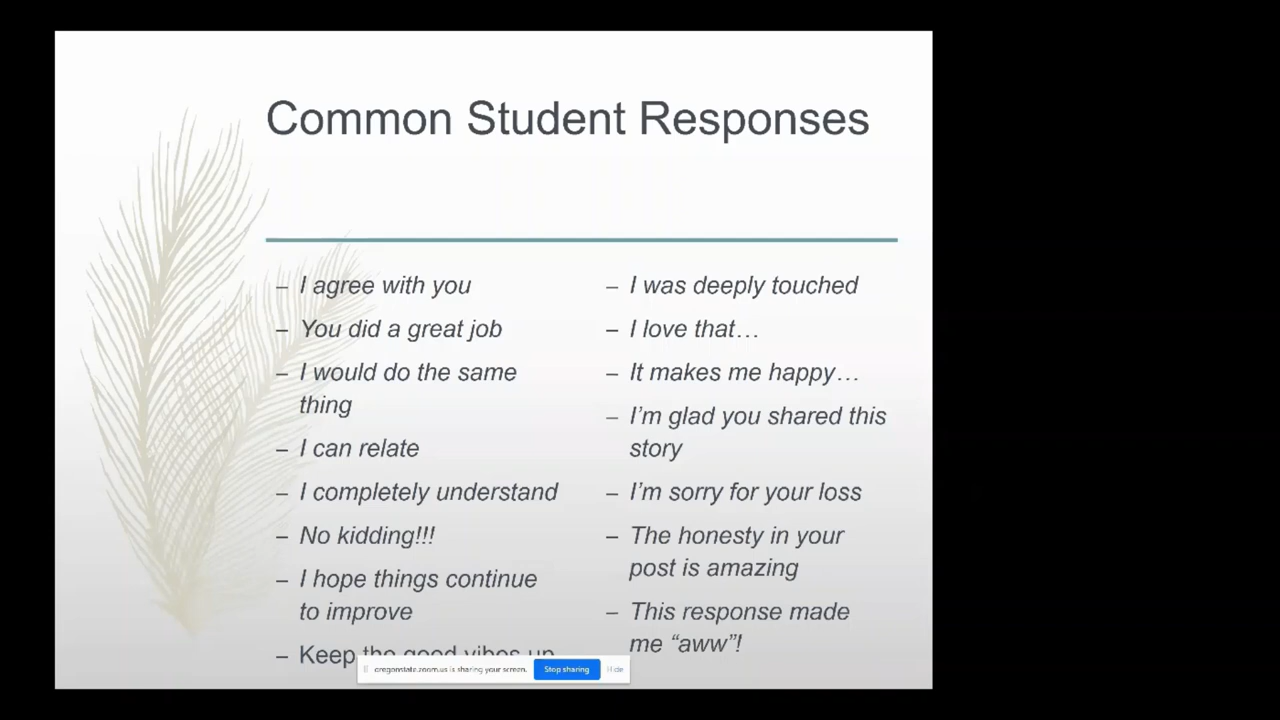 Common Student Responses
– I agree with you
– You did a great job
– I would do the same
thing
– I can relate
– I completely understand
– No kidding!!!
– I hope things continue
to improve
– Keep the good vibes up
– I was deeply touched
– I love that…
– It makes me happy…
– I’m glad you shared this
story
– I’m sorry for your loss
– The honesty in your
post is amazing
– This response made
me “aww”!
oregonstate.zoom.us is sharing your screen. Stop sharing Hide